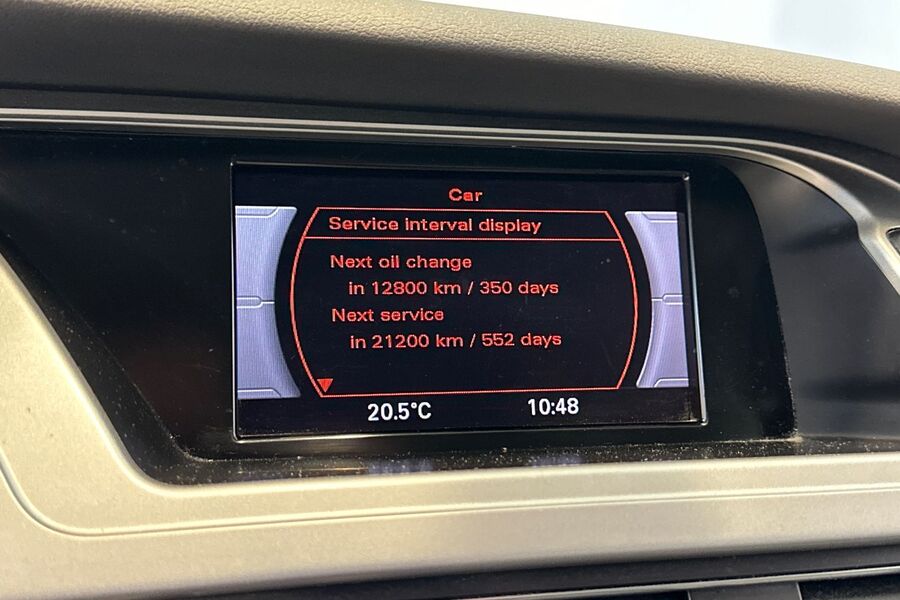 Car
Service interval display
Next oil change
in 12800 km / 350 days
Next service
in 21200 km / 552 days
20.5°C 10:48